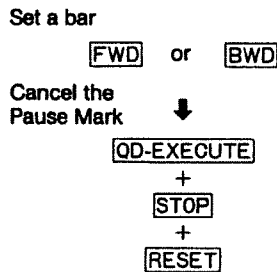 Set a bar
FWD or BWD
Cancel the
Pause Mark
QD-EXECUTE
+
STOP
+
RESET